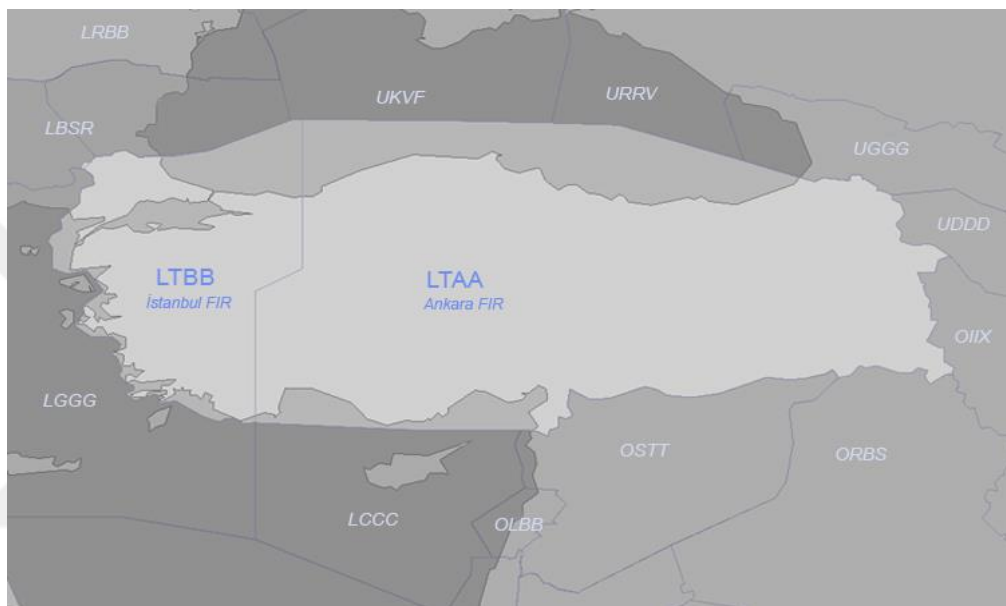 LRBB
UKVF
URRV
LBSR
UGGG
UDDD
LTBB
İstanbul FIR
LTAA
Ankara FIR
OIIX
LGGG
OSTT
ORBS
LCCC
OLBB